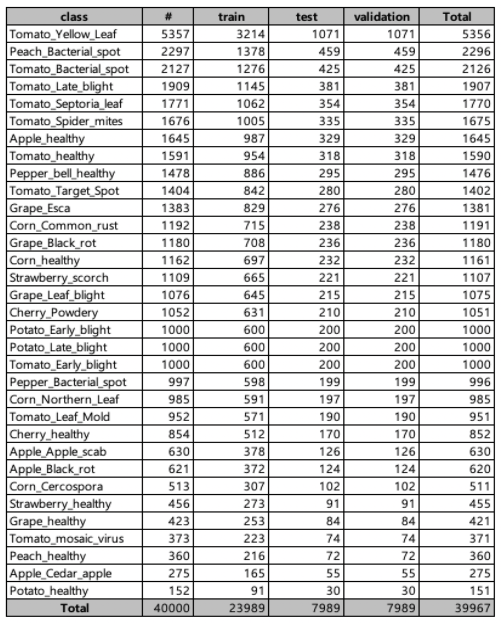 class # train test validation Total
Tomato_Yellow_Leaf 5357 3214 1071 1071 5356
Peach_Bacterial_spot 2297 1378 459 459 2296
Tomato_Bacterial_spot 2127 1276 425 425 2126
Tomato_Late_blight 1909 1145 381 381 1907
Tomato_Septoria_leaf 1771 1062 354 354 1770
Tomato_Spider_mites 1676 1005 335 335 1675
Apple_healthy 1645 987 329 329 1645
Tomato_healthy 1591 954 318 318 1590
Pepper_bell_healthy 1478 886 295 295 1476
Tomato_Target_Spot 1404 842 280 280 1402
Grape_Esca 1383 829 276 276 1381
Corn_Common_rust 1192 715 238 238 1191
Grape_Black_rot 1180 708 236 236 1180
Corn_healthy 1162 697 232 232 1161
Strawberry_scorch 1109 665 221 221 1107
Grape_Leaf_blight 1076 645 215 215 1075
Cherry_Powdery 1052 631 210 210 1051
Potato_Early_blight 1000 600 200 200 1000
Potato_Late_blight 1000 600 200 200 1000
Tomato_Early_blight 1000 600 200 200 1000
Pepper_Bacterial_spot 997 598 199 199 996
Corn_Northern_Leaf 985 591 197 197 985
Tomato_Leaf_Mold 952 571 190 190 951
Cherry_healthy 854 512 170 170 852
Apple_Apple_scab 630 378 126 126 630
Apple_Black_rot 621 372 124 124 620
Corn_Cercospora 513 307 102 102 511
Strawberry_healthy 456 273 91 91 455
Grape_healthy 423 253 84 84 421
Tomato_mosaic_virus 373 223 74 74 371
Peach_healthy 360 216 72 72 360
Apple_Cedar_apple 275 165 55 55 275
Potato_healthy 152 91 30 30 151
Total 40000 23989 7989 7989 39967